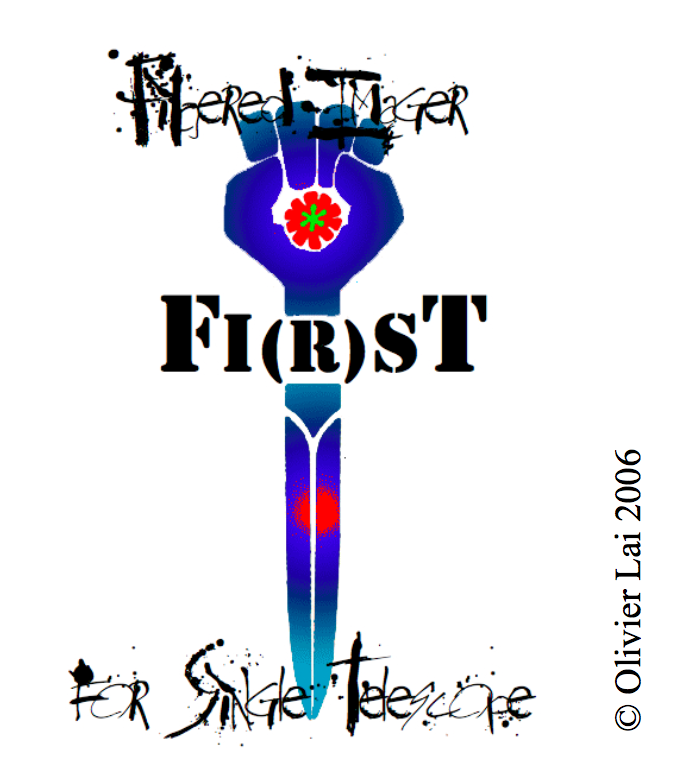 Fibered Imager
FI(R)ST
For Single Telescope
© Olivier Lai 2006